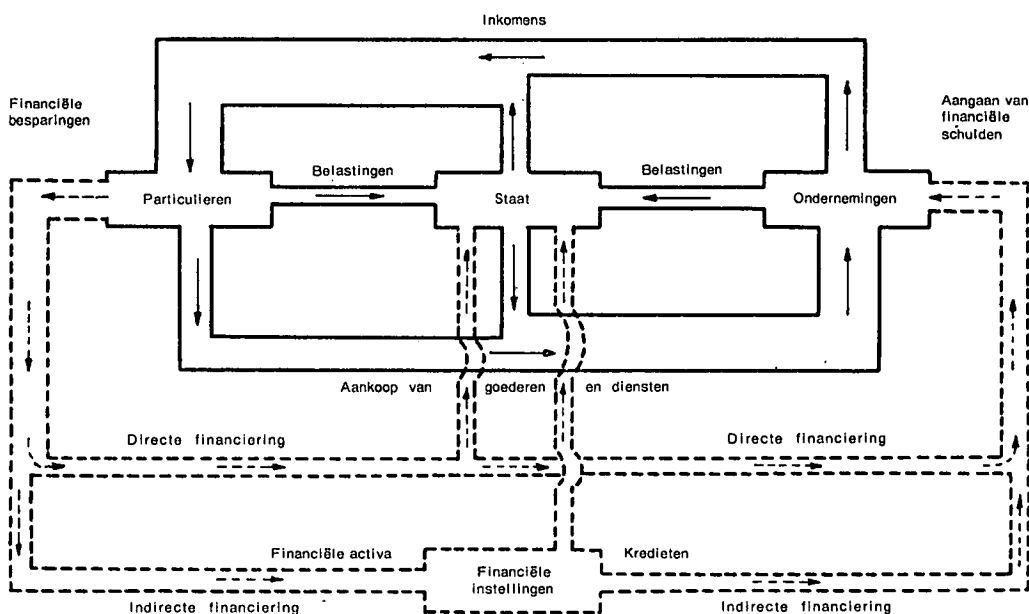 Inkomens
Financiële
besparingen
Aangaan van
financiële
schulden
Belastingen
Belastingen
Particulieren
Staat
Ondernemingen
Aankoop van goederen en diensten
Directe financiering
Directe financiering
Financiële activa
Kredieten
Financiële
instellingen
Indirecte financiering
Indirecte financiering